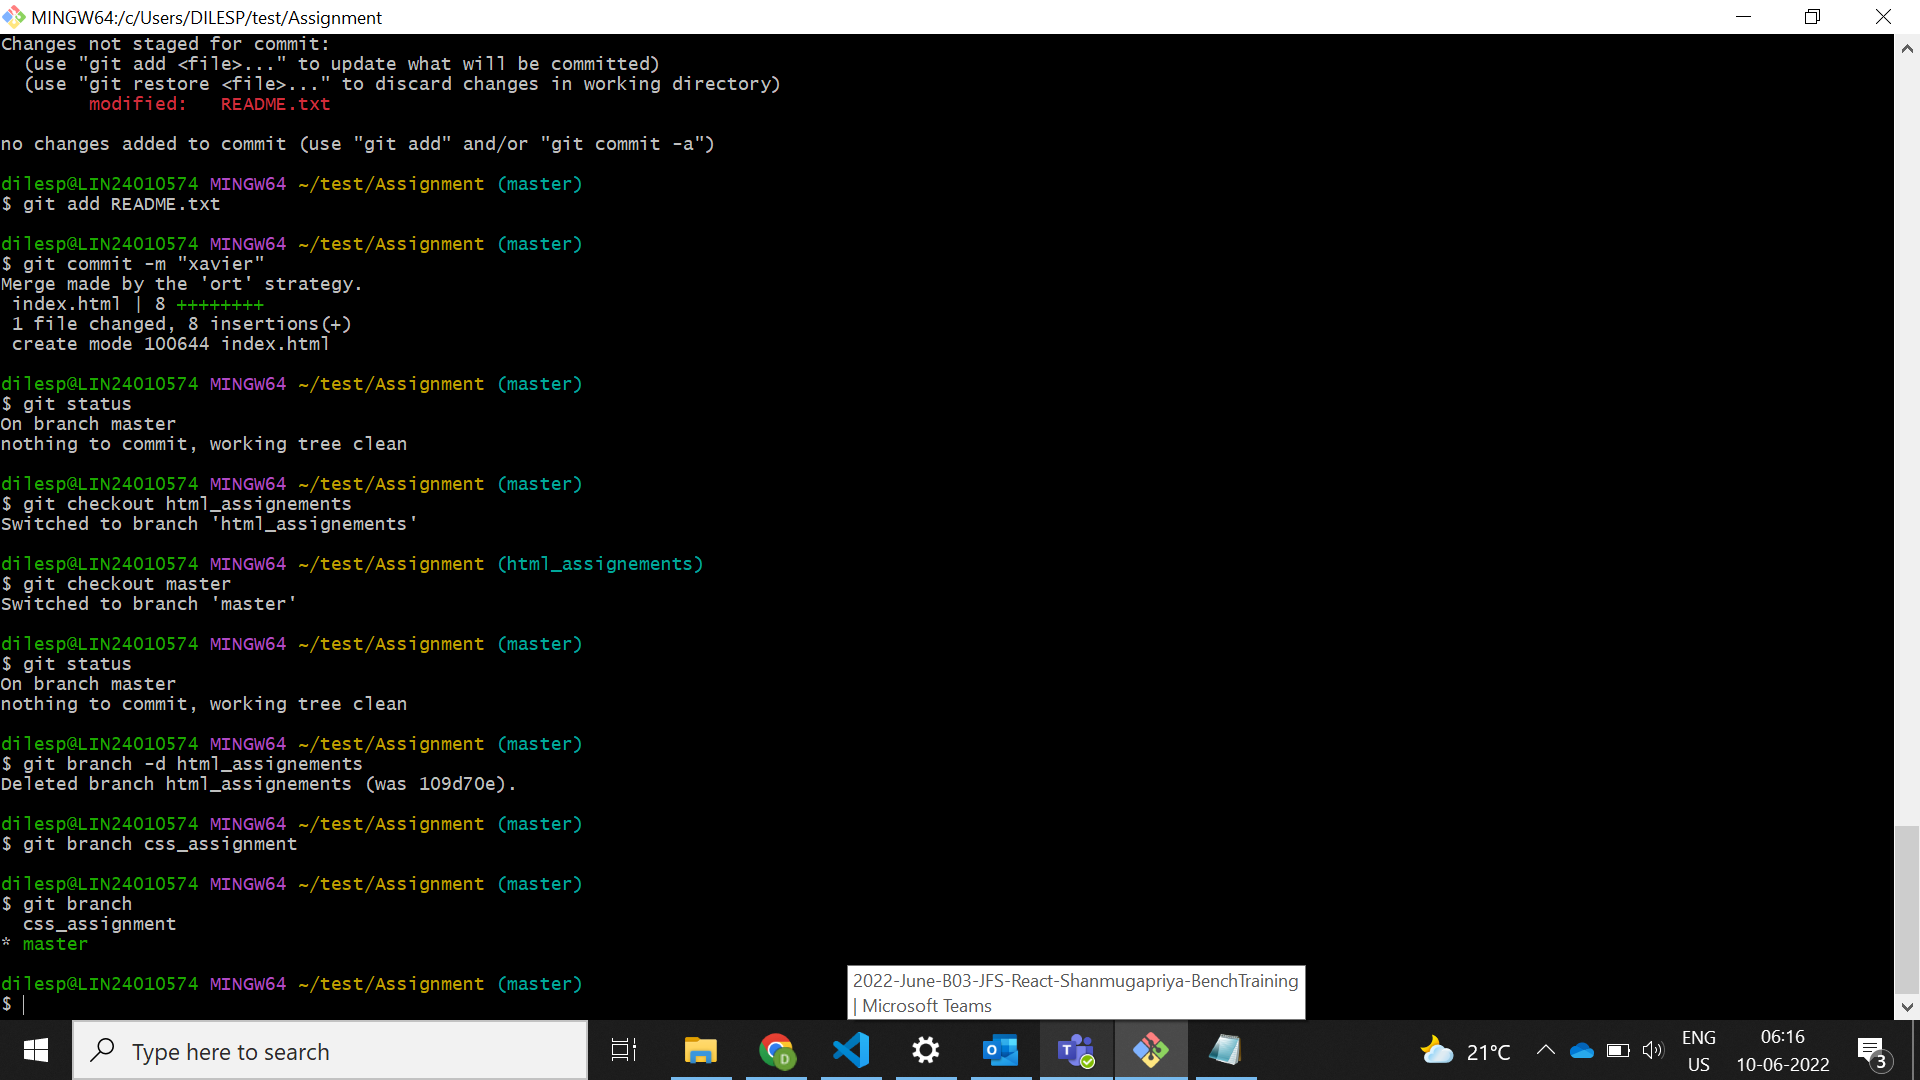 MINGW64:/c/Users/DILESP/test/Assignment
Changes not staged for commit:
  (use "git add <file>..." to update what will be committed)
  (use "git restore <file>..." to discard changes in working directory)
        modified:   README.txt
no changes added to commit (use "git add" and/or "git commit -a")
dilesp@LIN24010574 MINGW64 ~/test/Assignment (master)
$ git add README.txt
dilesp@LIN24010574 MINGW64 ~/test/Assignment (master)
$ git commit -m "xavier"
Merge made by the 'ort' strategy.
 index.html | 8 ++++++++
 1 file changed, 8 insertions(+)
 create mode 100644 index.html
dilesp@LIN24010574 MINGW64 ~/test/Assignment (master)
$ git status
On branch master
nothing to commit, working tree clean
dilesp@LIN24010574 MINGW64 ~/test/Assignment (master)
$ git checkout html_assignements
Switched to branch 'html_assignements'
dilesp@LIN24010574 MINGW64 ~/test/Assignment (html_assignements)
$ git checkout master
Switched to branch 'master'
dilesp@LIN24010574 MINGW64 ~/test/Assignment (master)
$ git status
On branch master
nothing to commit, working tree clean
dilesp@LIN24010574 MINGW64 ~/test/Assignment (master)
$ git branch -d html_assignements
Deleted branch html_assignements (was 109d70e).
dilesp@LIN24010574 MINGW64 ~/test/Assignment (master)
$ git branch css_assignment
dilesp@LIN24010574 MINGW64 ~/test/Assignment (master)
$ git branch
  css_assignment
* master
dilesp@LIN24010574 MINGW64 ~/test/Assignment (master)
$
2022-June-B03-JFS-React-Shanmugapriya-BenchTraining
| Microsoft Teams
Type here to search
D
21°C
ENG
US
06:16
10-06-2022
3